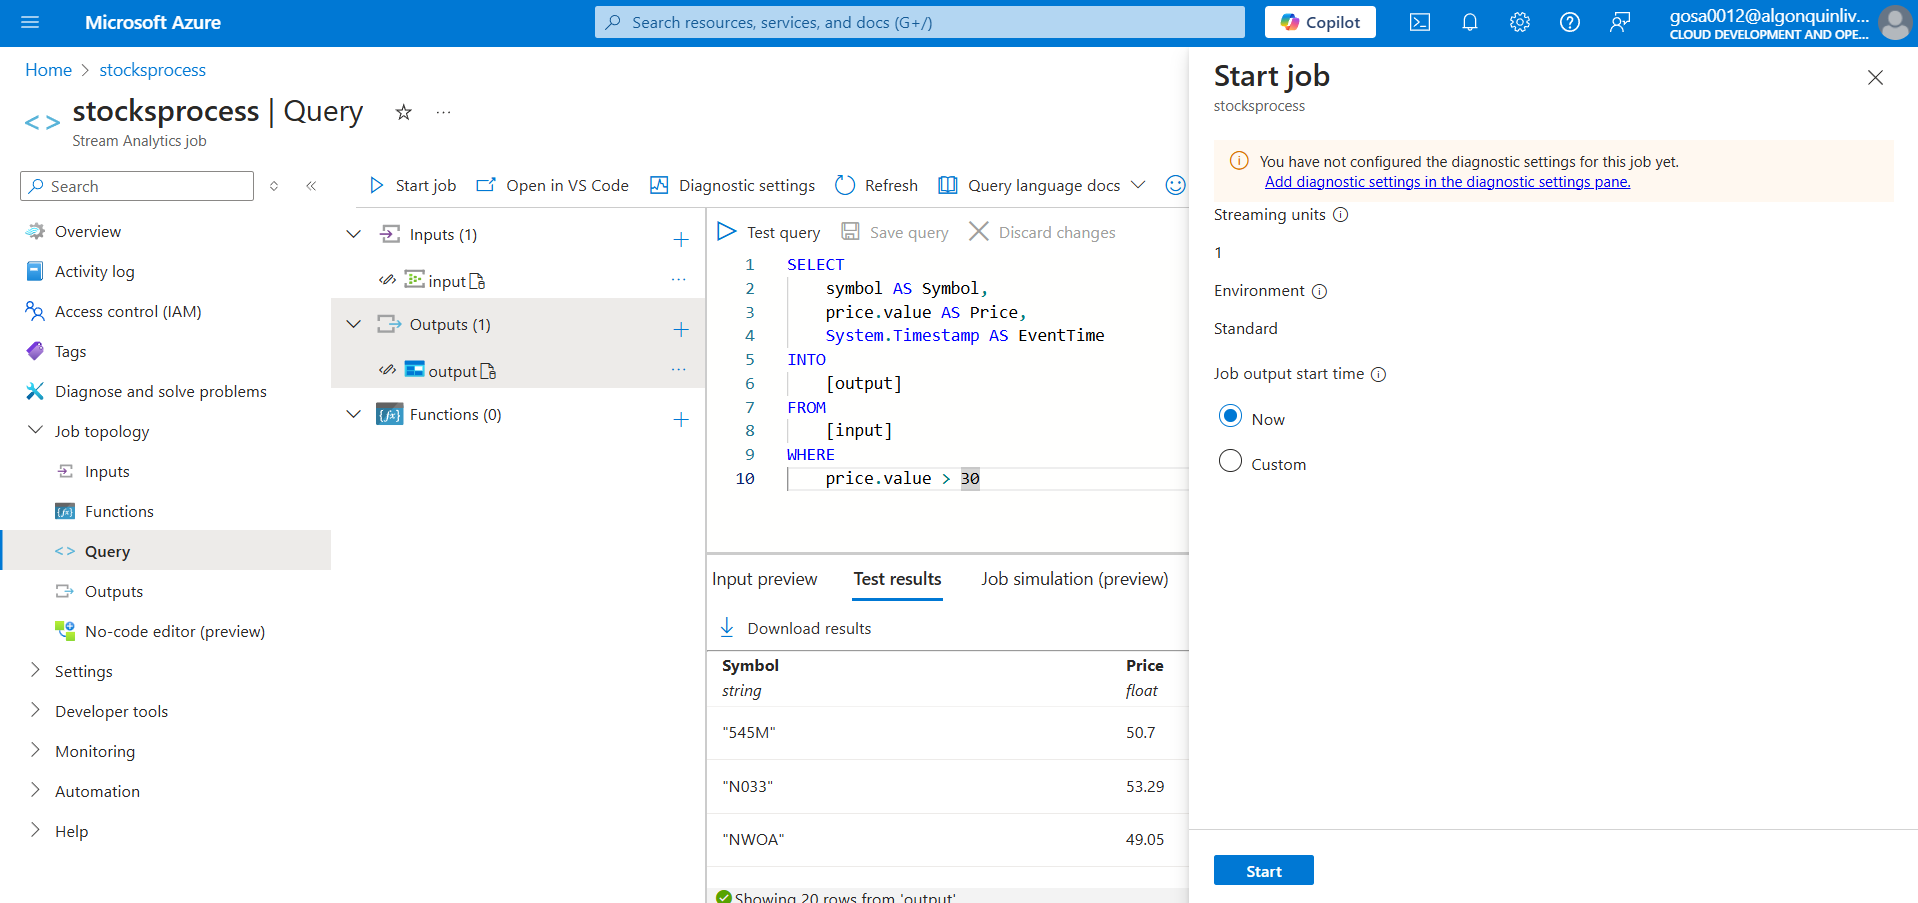 Microsoft Azure
Search resources, services, and docs (G+/)
Copilot
gosa0012@algonquinliv...
CLOUD DEVELOPMENT AND OPE...
Home > stocksprocess
stocksprocess | Query
...
Stream Analytics job
Search
Overview
Activity log
Access control (IAM)
Tags
Diagnose and solve problems
Job topology
Inputs
Functions
Query
Outputs
No-code editor (preview)
Settings
Developer tools
Monitoring
Automation
Help
Start job
Open in VS Code
Diagnostic settings
Refresh
Query language docs
Inputs (1)
input
Outputs (1)
output
Functions (0)
Test query
Save query
Discard changes
1 SELECT
2 symbol AS Symbol,
3 price.value AS Price,
4 System.Timestamp AS EventTime
5 INTO
6 [output]
7 FROM
8 [input]
9 WHERE
10 price.value > 30
Input preview
Test results
Job simulation (preview)
Download results
Symbol Price
string float
"545M" 50.7
"N033" 53.29
"NWOA" 49.05
Showing 20 rows from 'output'
Start job
stocksprocess
You have not configured the diagnostic settings for this job yet.
Add diagnostic settings in the diagnostic settings pane.
Streaming units
1
Environment
Standard
Job output start time
Now
Custom
Start